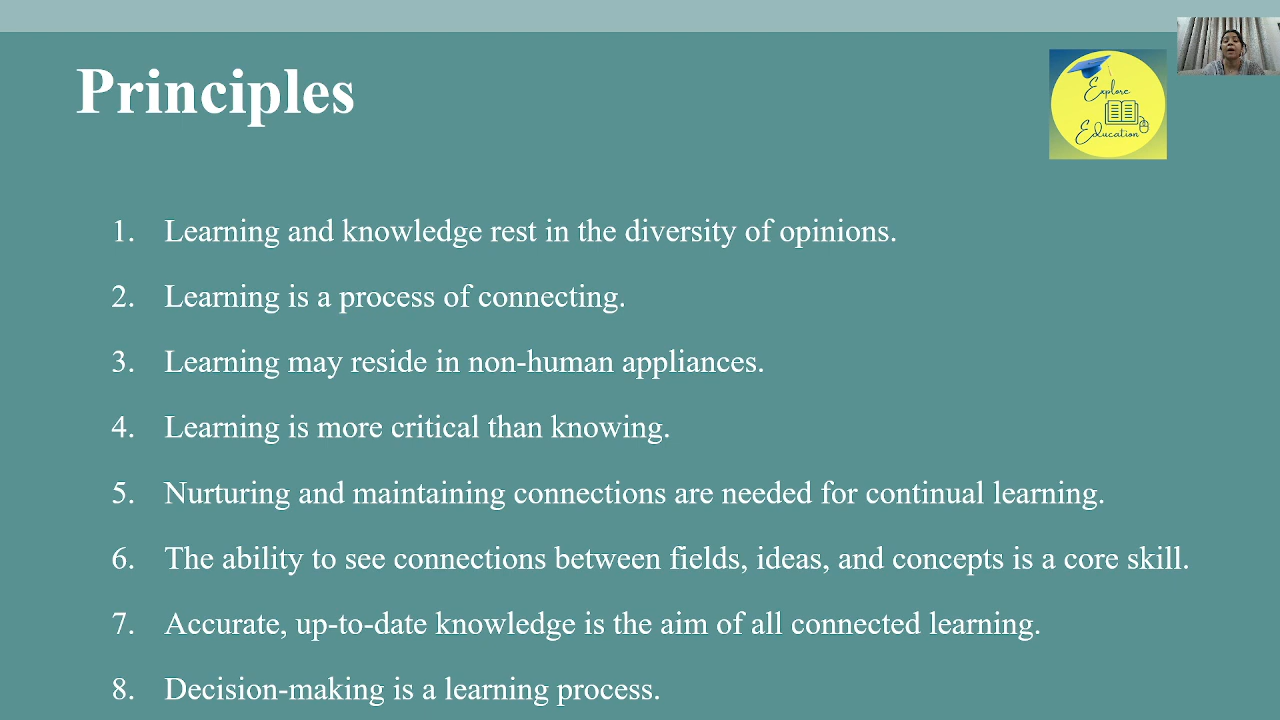 Principles
Explore
Education
1. Learning and knowledge rest in the diversity of opinions.
2. Learning is a process of connecting.
3. Learning may reside in non-human appliances.
4. Learning is more critical than knowing.
5. Nurturing and maintaining connections are needed for continual learning.
6. The ability to see connections between fields, ideas, and concepts is a core skill.
7. Accurate, up-to-date knowledge is the aim of all connected learning.
8. Decision-making is a learning process.